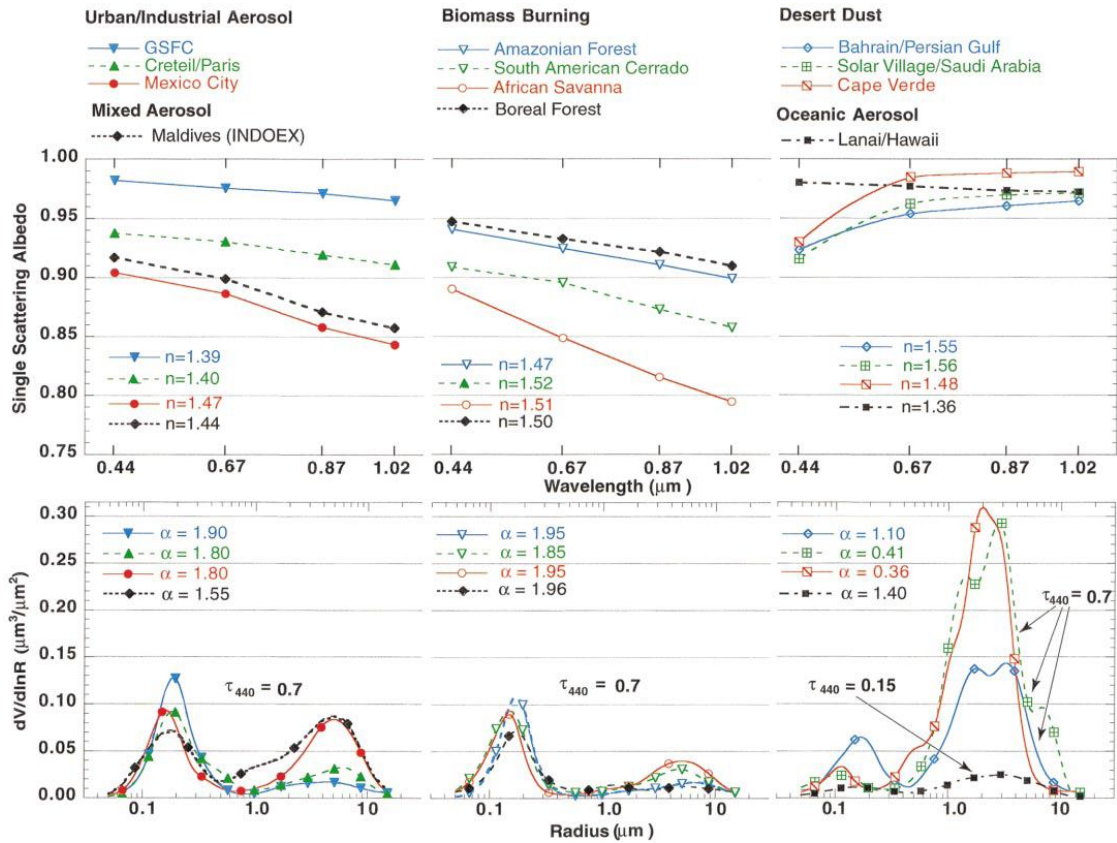 Urban/Industrial Aerosol
GSFC
Creteil/Paris
Mexico City
Mixed Aerosol
Maldives (INDOEX)
Biomass Burning
Amazonian Forest
South American Cerrado
African Savanna
Boreal Forest
Desert Dust
Bahrain/Persian Gulf
Solar Village/Saudi Arabia
Cape Verde
Oceanic Aerosol
Lanai/Hawaii
Single Scattering Albedo
1.00
0.95
0.90
0.85
0.80
0.75
n=1.39
n=1.40
n=1.47
n=1.44
n=1.47
n=1.52
n=1.51
n=1.50
n=1.55
n=1.56
n=1.48
n=1.36
0.44 0.67 0.87 1.02
0.44 0.67 0.87 1.02
0.44 0.67 0.87 1.02
Wavelength (μm )
dV/dlnR (μm³/μm²)
0.30
0.25
0.20
0.15
0.10
0.05
0.00
α = 1.90
α = 1. 80
α = 1.80
α = 1.55
τ440 = 0.7
α = 1.95
α = 1.85
α = 1.95
α = 1.96
τ440 = 0.7
α = 1.10
α = 0.41
α = 0.36
α = 1.40
τ440 = 0.7
τ440 = 0.15
0.1 1.0 10
0.1 1.0 10
0.1 1.0 10
Radius (μm )